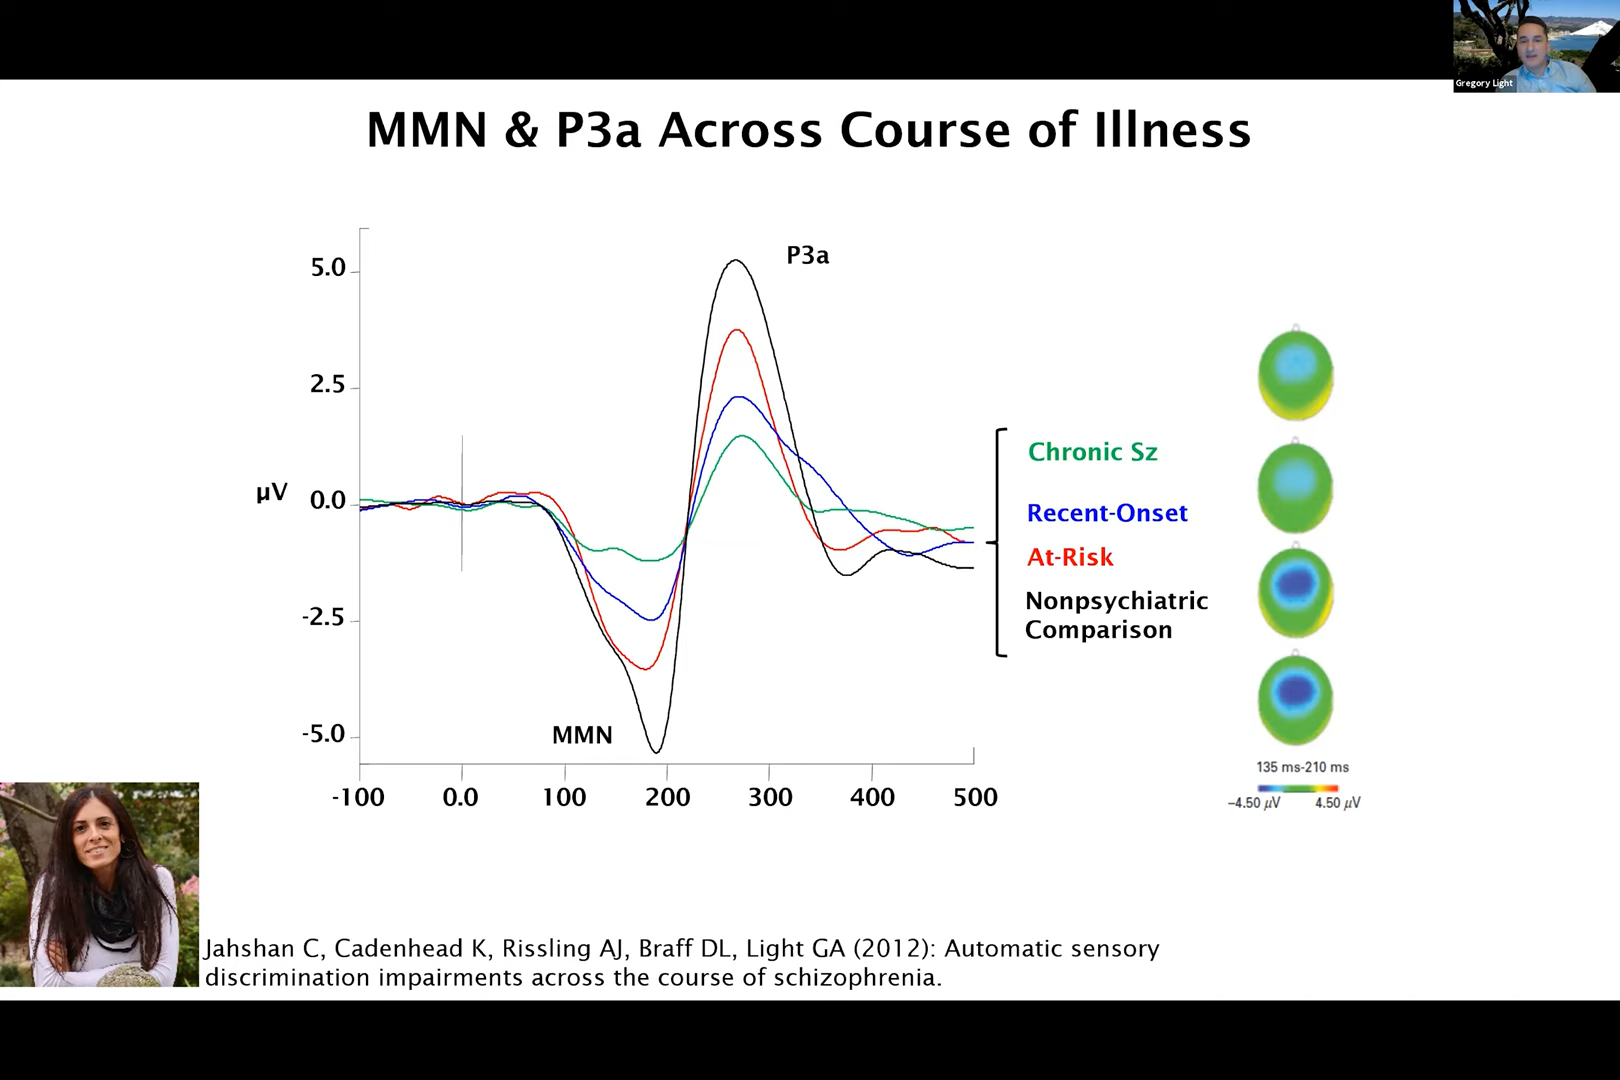 Gregory Light
MMN & P3a Across Course of Illness
P3a
5.0
2.5
µV
0.0
-2.5
-5.0
MMN
-100
0.0
100
200
300
400
500
Chronic Sz
Recent-Onset
At-Risk
Nonpsychiatric
Comparison
135 ms-210 ms
−4.50 µV
4.50 µV
Jahshan C, Cadenhead K, Rissling AJ, Braff DL, Light GA (2012): Automatic sensory
discrimination impairments across the course of schizophrenia.